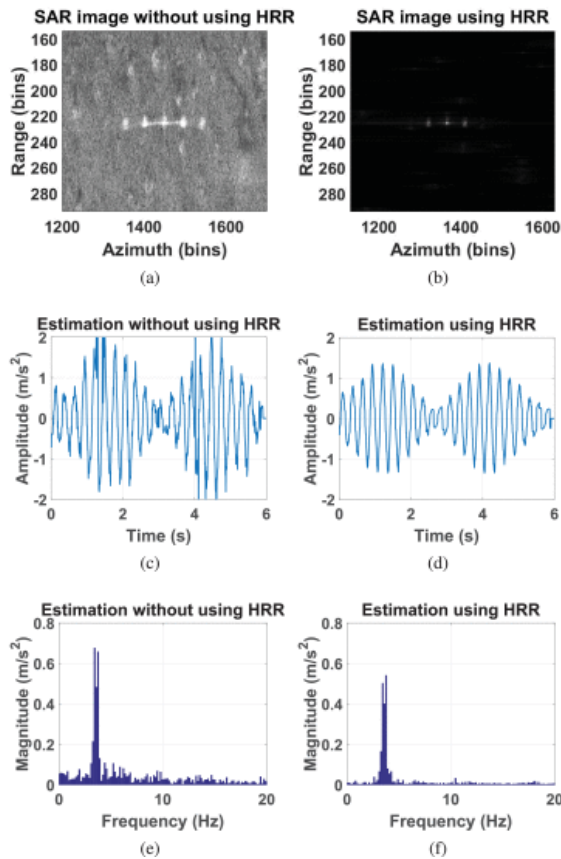 SAR image without using HRR
160
180
200
220
240
260
280
Range (bins)
1200 1400 1600
Azimuth (bins)
(a)
SAR image using HRR
160
180
200
220
240
260
280
Range (bins)
1200 1400 1600
Azimuth (bins)
(b)
Estimation without using HRR
2
1
0
-1
-2
Amplitude (m/s²)
0 2 4 6
Time (s)
(c)
Estimation using HRR
2
1
0
-1
-2
Amplitude (m/s²)
0 2 4 6
Time (s)
(d)
Estimation without using HRR
0.8
0.6
0.4
0.2
0
Magnitude (m/s²)
0 10 20
Frequency (Hz)
(e)
Estimation using HRR
0.8
0.6
0.4
0.2
0
Magnitude (m/s²)
0 10 20
Frequency (Hz)
(f)